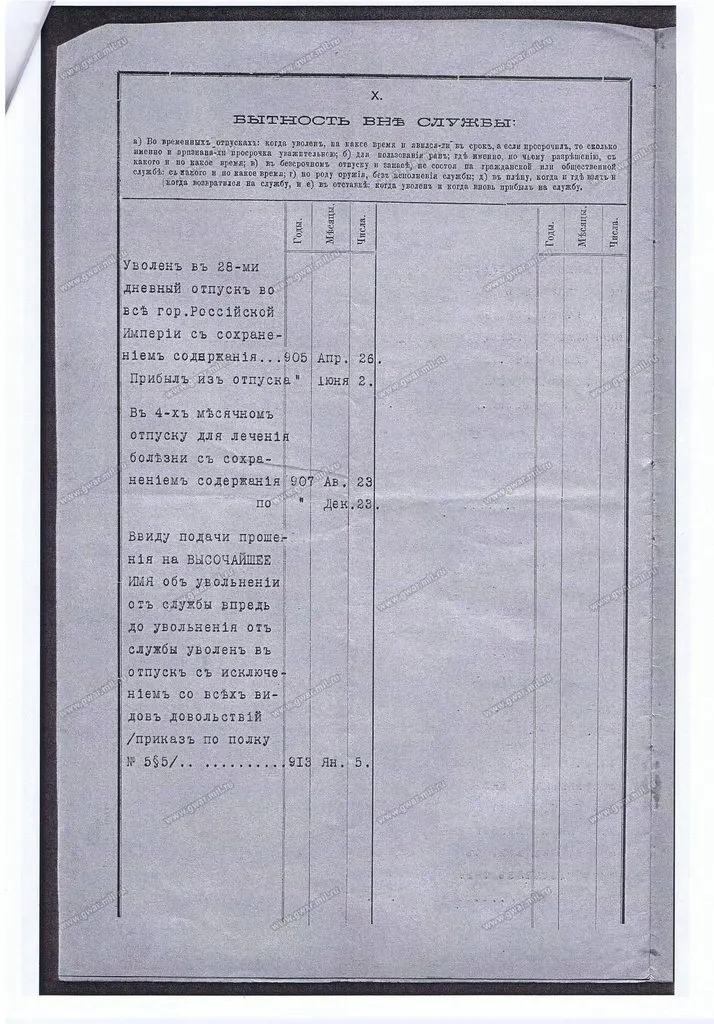 X.
БЫТНОСТЬ ВНѢ СЛУЖБЫ:
а) Во временныхъ отпускахъ: когда уволенъ, на какое время и явился-ли въ срокъ, а если просрочилъ, то сколько
именно и признана-ли просрочка уважительною; б) для пользованія ранъ; гдѣ именно, по чьему разрѣшенію, съ
какого и по какое время; в) въ безсрочномъ отпуску и запасѣ, не состоя на гражданской или общественной
службѣ: съ какого и по какое время; г) по роду оружія, безъ исполненія службы; д) въ плѣну, когда и гдѣ взятъ и
когда возвратился на службу, и е) въ отставкѣ: когда уволенъ и когда вновь прибылъ на службу.
Годы. Мѣсяцы. Числа. Годы. Мѣсяцы. Числа.
Уволенъ въ 28-ми
дневный отпускъ во
всѣ гор.Россійской
Имперіи съ сохране-
ніемъ содержанія...905 Апр. 26.
Прибылъ изъ отпуска " Iюня 2.
Въ 4-хъ мѣсячномъ
отпуску для леченія
болѣзни съ сохра-
неніемъ содержанія 907 Ав. 23
по " Дек.23.
Ввиду подачи проше-
нія на ВЫСОЧАЙШЕЕ
ИМЯ объ увольненіи
отъ службы впредь
до увольненія отъ
службы уволенъ въ
отпускъ съ исключе-
ніемъ со всѣхъ ви-
довъ довольствій
/приказъ по полку
№ 5§5/.. ..........913 Ян. 5.
www.gwar.mil.ru